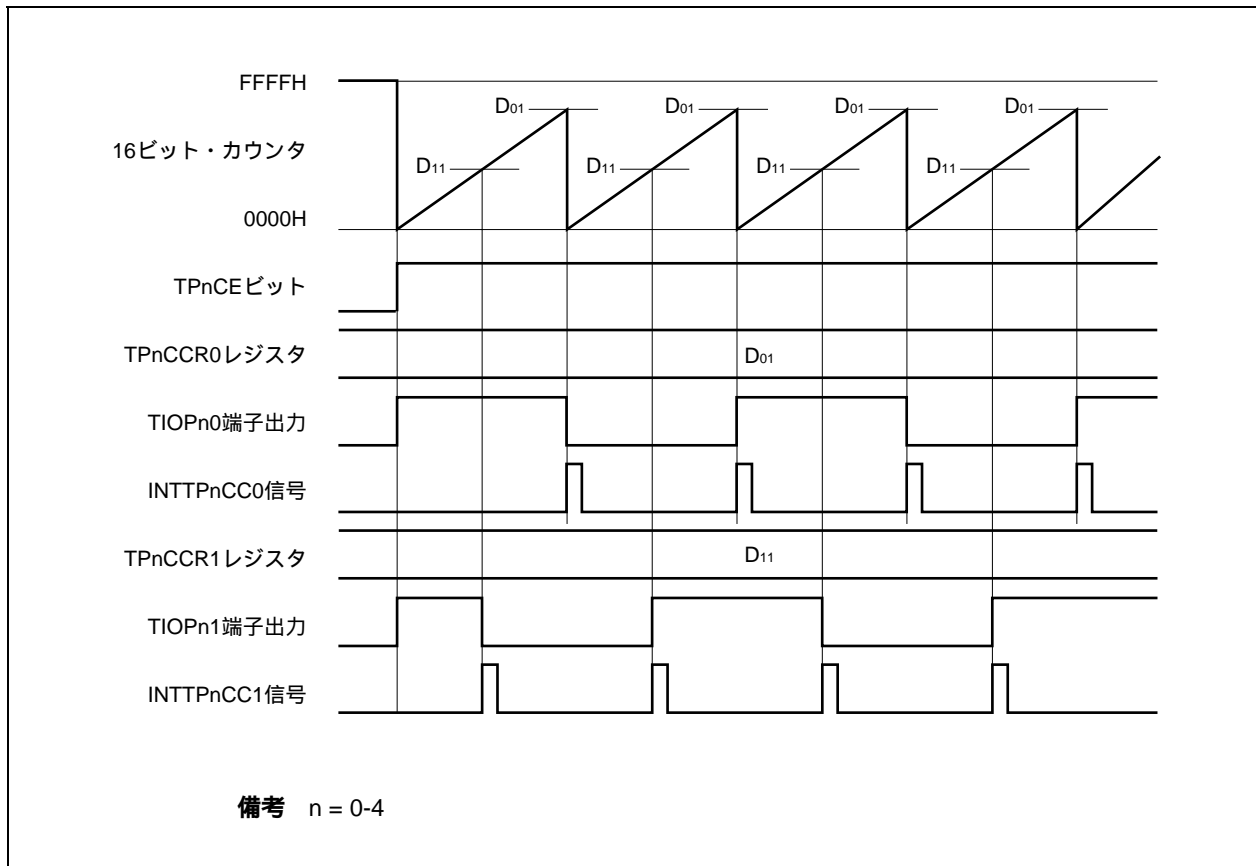 FFFFH
D01 D01 D01 D01
16ビット・カウンタ
D11 D11 D11 D11
0000H
TPnCEビット
TPnCCR0レジスタ D01
TIOPn0端子出力
INTTPnCC0信号
TPnCCR1レジスタ D11
TIOPn1端子出力
INTTPnCC1信号
備考 n = 0-4